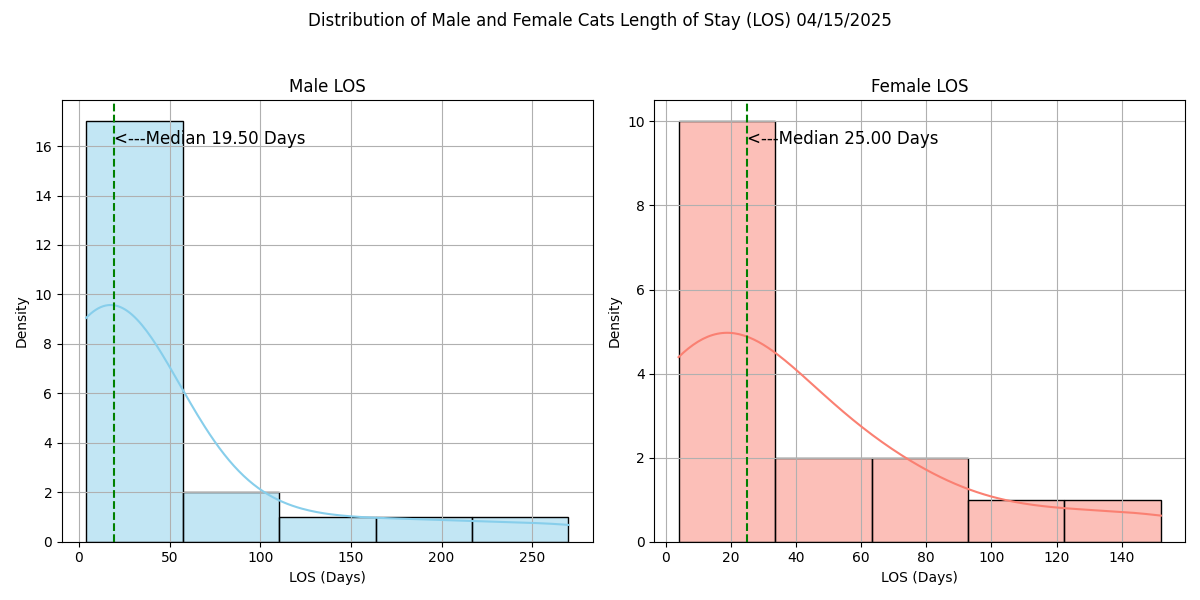 Distribution of Male and Female Cats Length of Stay (LOS) 04/15/2025
Male LOS
16
14
12
10
8
6
4
2
0
Density
<---Median 19.50 Days
0 50 100 150 200 250
LOS (Days)
Female LOS
10
8
6
4
2
0
Density
<---Median 25.00 Days
0 20 40 60 80 100 120 140
LOS (Days)